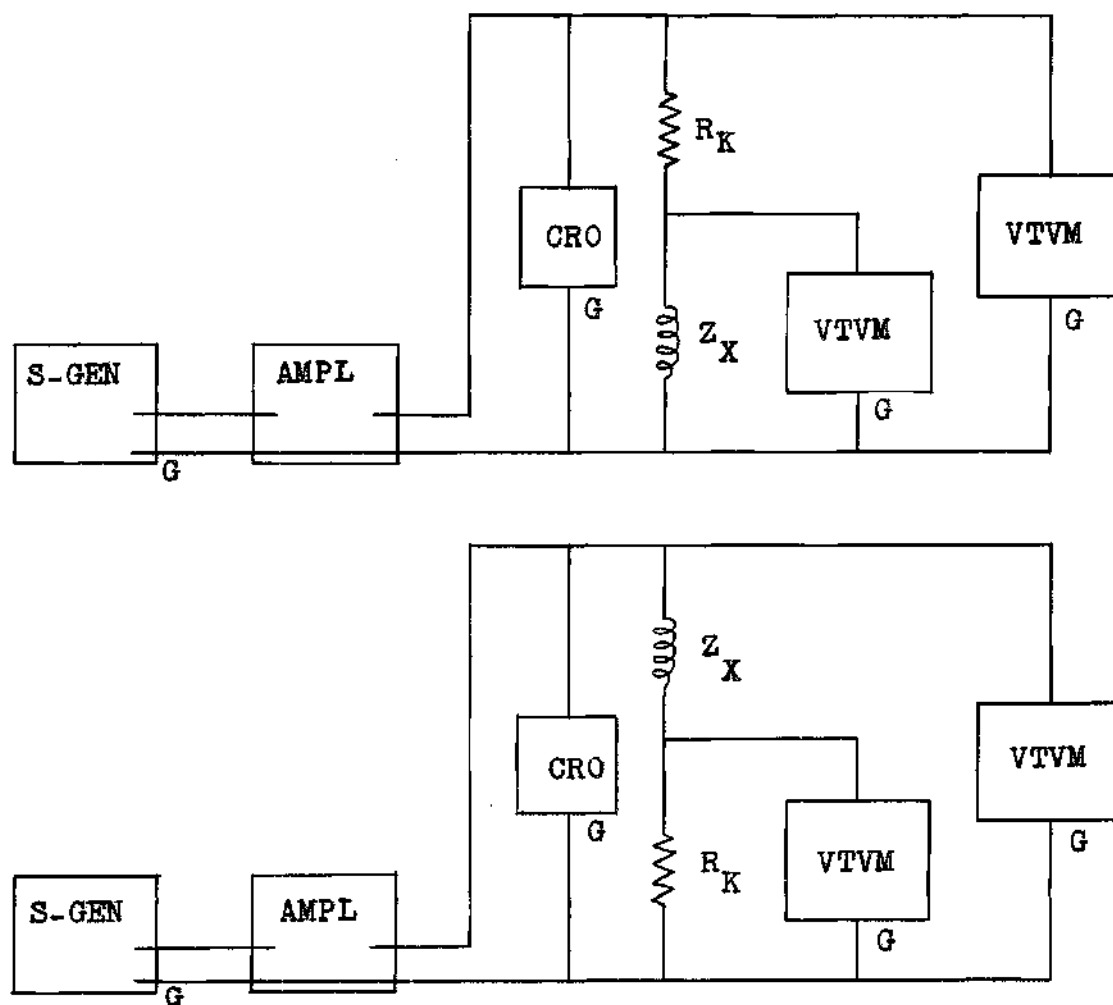 R_K
CRO
VTVM
G
Z_X
VTVM
G
G
S-GEN
AMPL
G
Z_X
CRO
VTVM
G
G
R_K
VTVM
G
S-GEN
AMPL
G